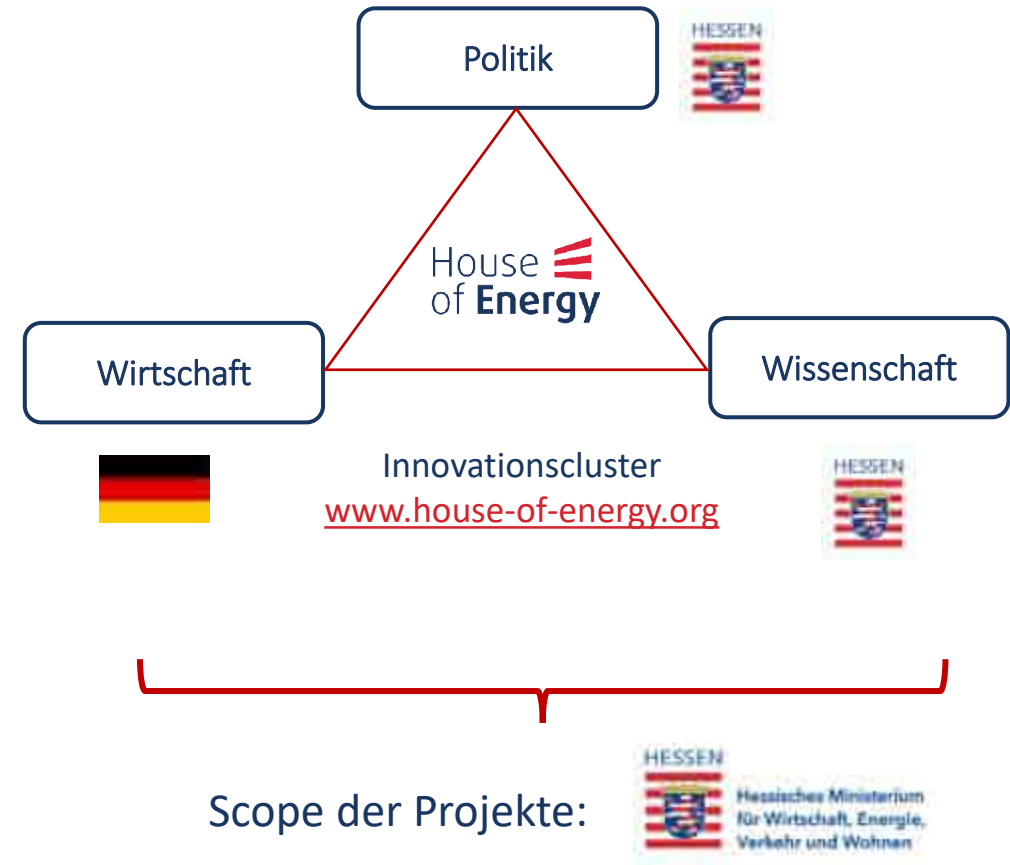 Politik
HESSEN
House
of Energy
Wirtschaft
Wissenschaft
Innovationscluster
www.house-of-energy.org
HESSEN
HESSEN
Scope der Projekte:
Hessisches Ministerium
für Wirtschaft, Energie,
Verkehr und Wohnen